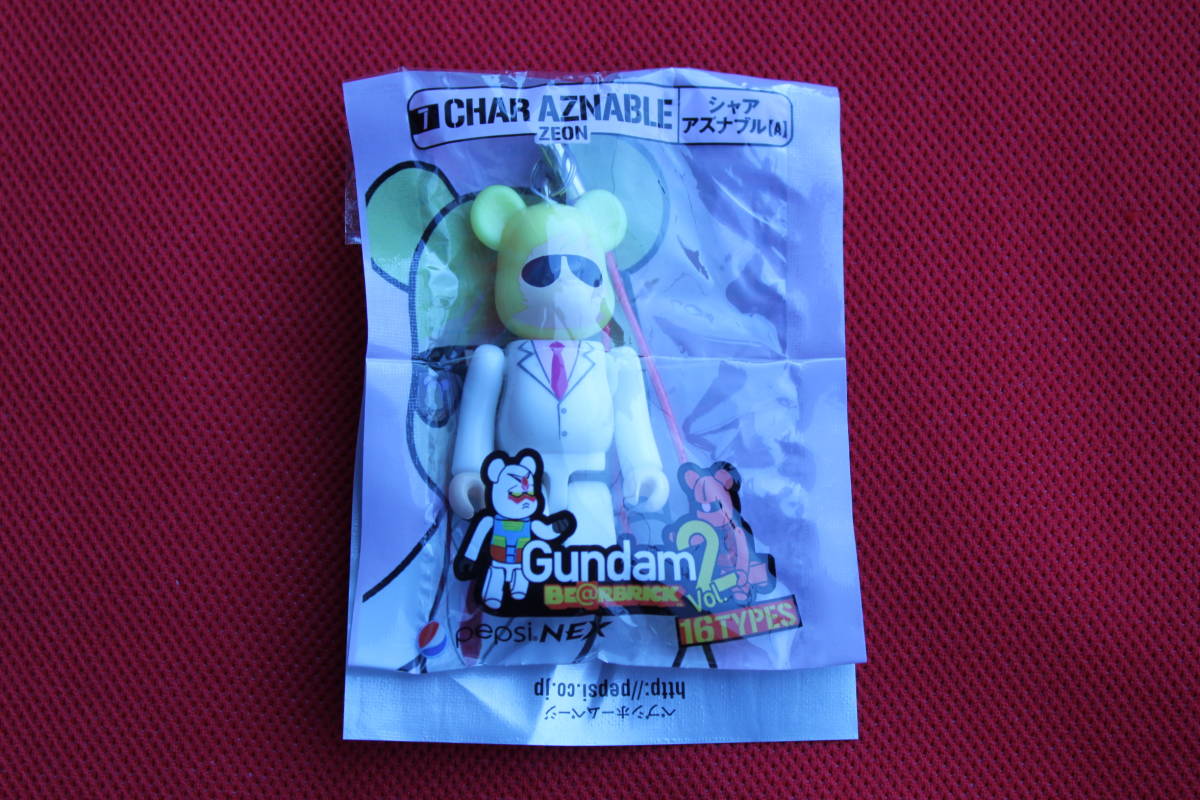 7 CHAR AZNABLE
ZEON
シャア
アズナブル【A】
Gundam 2
BE@RBRICK Vol.
16 TYPES
pepsi NEX
http://pepsi.co.jp
ペプシホームページ